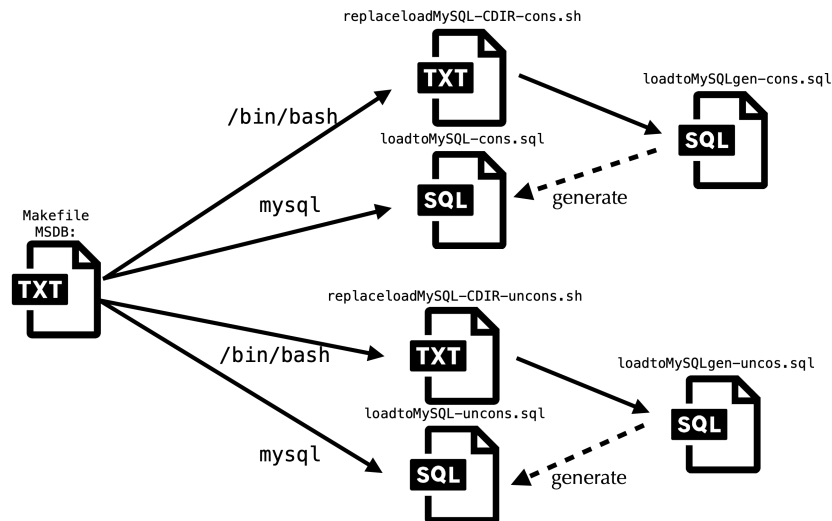 replaceloadMySQL-CDIR-cons.sh
TXT
loadtoMySQLgen-cons.sql
/bin/bash
SQL
loadtoMySQL-cons.sql
SQL
generate
mysql
Makefile
MSDB:
TXT
replaceloadMySQL-CDIR-uncons.sh
/bin/bash
TXT
loadtoMySQLgen-uncos.sql
SQL
loadtoMySQL-uncons.sql
mysql
SQL
generate